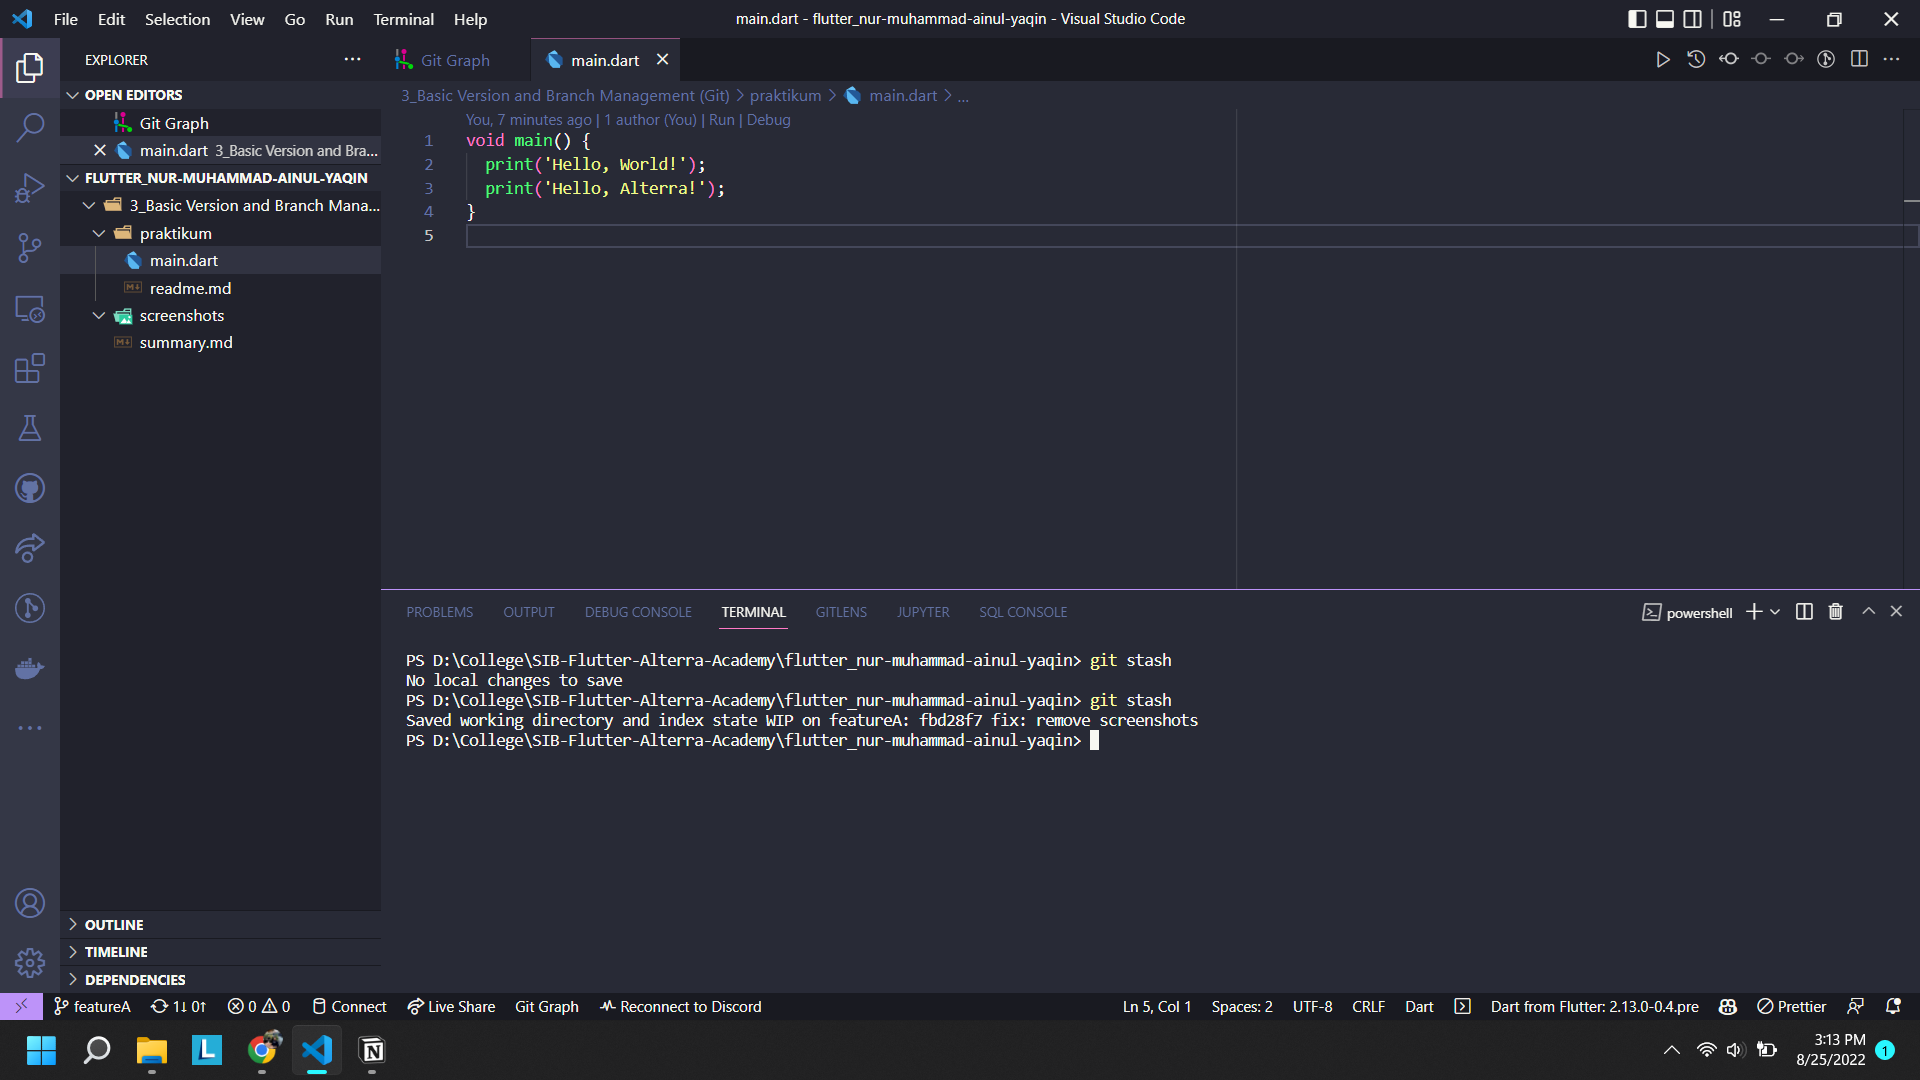 File Edit Selection View Go Run Terminal Help
main.dart - flutter_nur-muhammad-ainul-yaqin - Visual Studio Code
EXPLORER
Git Graph
main.dart
OPEN EDITORS
Git Graph
main.dart 3_Basic Version and Bra...
FLUTTER_NUR-MUHAMMAD-AINUL-YAQIN
3_Basic Version and Branch Mana...
praktikum
main.dart
readme.md
screenshots
summary.md
OUTLINE
TIMELINE
DEPENDENCIES
3_Basic Version and Branch Management (Git) > praktikum > main.dart > ...
You, 7 minutes ago | 1 author (You) | Run | Debug
1 void main() {
2 print('Hello, World!');
3 print('Hello, Alterra!');
4 }
5
PROBLEMS OUTPUT DEBUG CONSOLE TERMINAL GITLENS JUPYTER SQL CONSOLE
powershell
PS D:\College\SIB-Flutter-Alterra-Academy\flutter_nur-muhammad-ainul-yaqin> git stash
No local changes to save
PS D:\College\SIB-Flutter-Alterra-Academy\flutter_nur-muhammad-ainul-yaqin> git stash
Saved working directory and index state WIP on featureA: fbd28f7 fix: remove screenshots
PS D:\College\SIB-Flutter-Alterra-Academy\flutter_nur-muhammad-ainul-yaqin>
featureA 1↓ 0↑ 0 0 Connect Live Share Git Graph Reconnect to Discord
Ln 5, Col 1 Spaces: 2 UTF-8 CRLF Dart Dart from Flutter: 2.13.0-0.4.pre Prettier
3:13 PM
8/25/2022
1